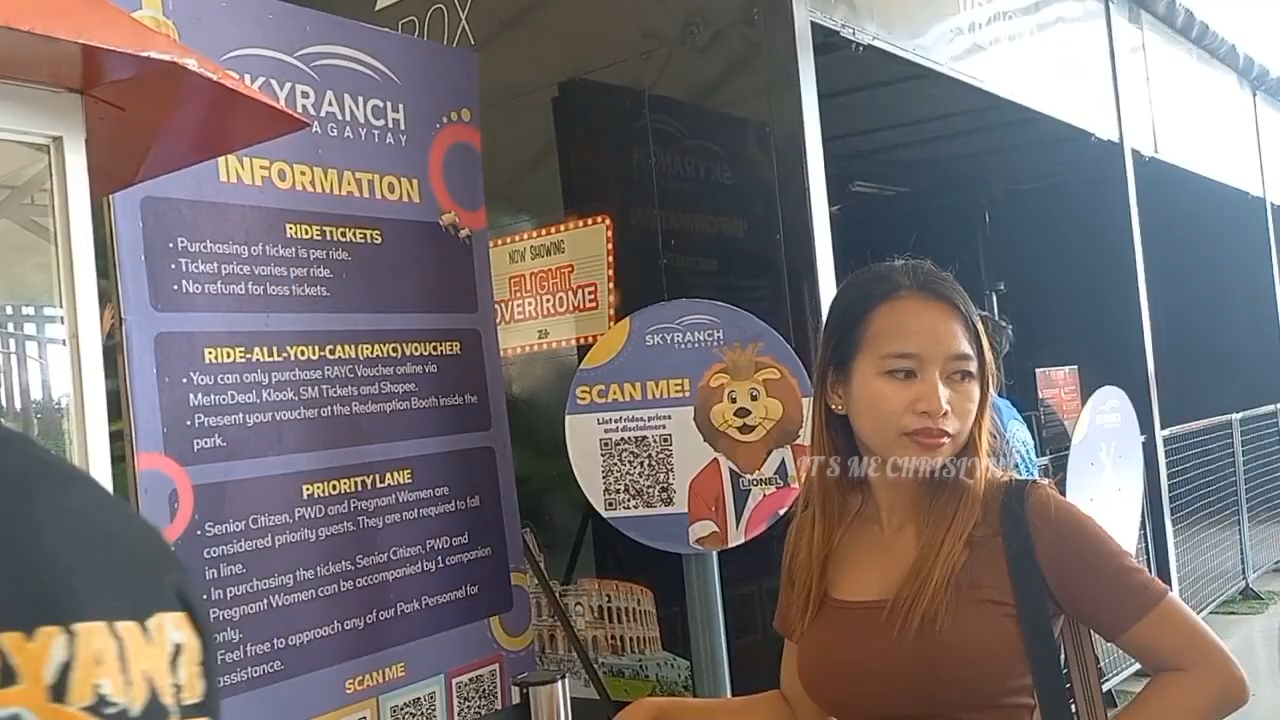 BOX
SKYRANCH
TAGAYTAY
INFORMATION
RIDE TICKETS
• Purchasing of ticket is per ride.
• Ticket price varies per ride.
• No refund for loss tickets.
RIDE-ALL-YOU-CAN (RAYC) VOUCHER
• You can only purchase RAYC Voucher online via
MetroDeal, Klook, SM Tickets and Shopee.
• Present your voucher at the Redemption Booth inside the
park.
PRIORITY LANE
• Senior Citizen, PWD and Pregnant Women are
considered priority guests. They are not required to fall
in line.
• In purchasing the tickets, Senior Citizen, PWD and
Pregnant Women can be accompanied by 1 companion
only.
Feel free to approach any of our Park Personnel for
assistance.
SCAN ME
NOW SHOWING
FLIGHT
OVER ROME
SKYRANCH
TAGAYTAY
SCAN ME!
List of rides, prices
and disclaimers
LIONEL
IT'S ME CHRISLYN